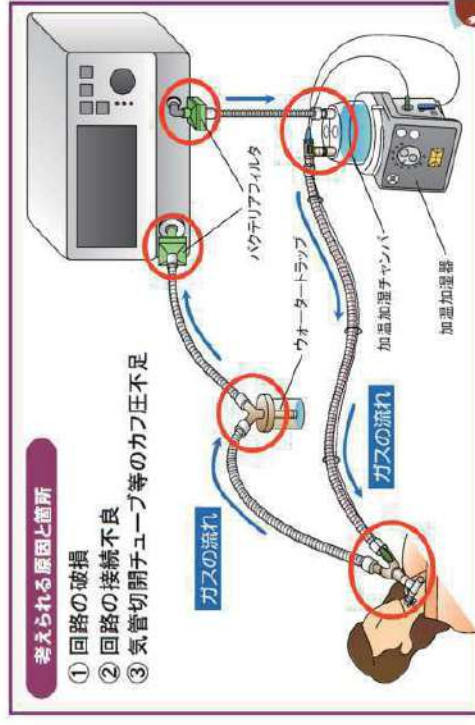 考えられる原因と箇所
① 回路の破損
② 回路の接続不良
③ 気管切開チューブ等のカフ圧不足
バクテリアフィルタ
ウォータートラップ
ガスの流れ
ガスの流れ
加温加湿チャンバー
加温加湿器